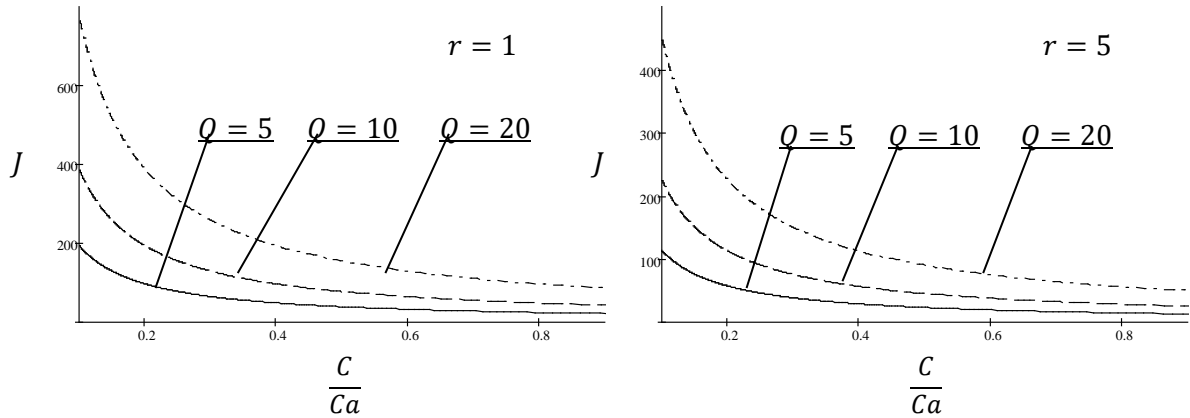 r = 1
600
Q = 5
Q = 10
Q = 20
J
400
200
0.2
0.4
0.6
0.8
C
Ca
r = 5
400
300
Q = 5
Q = 10
Q = 20
J
200
100
0.2
0.4
0.6
0.8
C
Ca